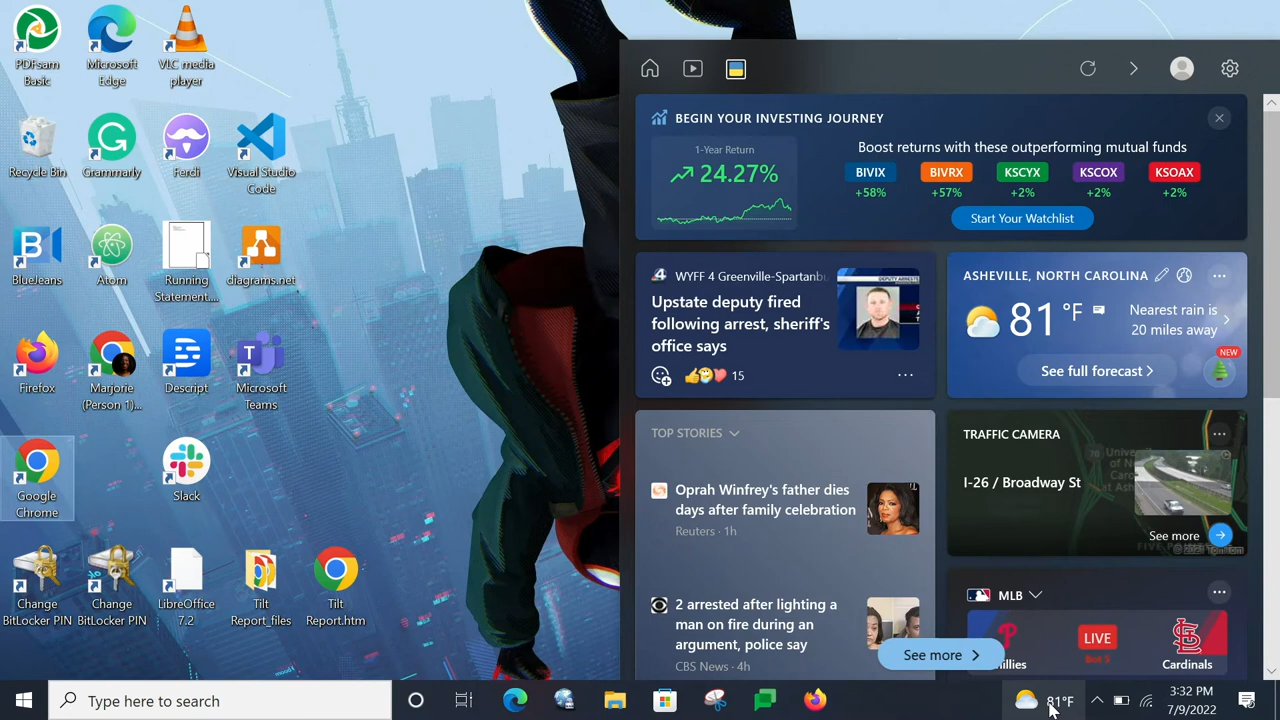 PDFsam
Basic
Microsoft
Edge
VLC media
player
Recycle Bin
Grammarly
Ferdi
Visual Studio
Code
BlueJeans
Atom
Running
Statement....
diagrams.net
Firefox
Marjorie
(Person 1)...
Descript
Microsoft
Teams
Google
Chrome
Slack
Change
BitLocker PIN
Change
BitLocker PIN
LibreOffice
7.2
Tilt
Report_files
Tilt
Report.htm
BEGIN YOUR INVESTING JOURNEY
1-Year Return
24.27%
Boost returns with these outperforming mutual funds
BIVIX BIVRX KSCYX KSCOX KSOAX
+58% +57% +2% +2% +2%
Start Your Watchlist
WYFF 4 Greenville-Spartanbu
Upstate deputy fired
following arrest, sheriff's
office says
15
ASHEVILLE, NORTH CAROLINA
81 °F
Nearest rain is
20 miles away
NEW
See full forecast
TOP STORIES
Oprah Winfrey's father dies
days after family celebration
Reuters · 1h
2 arrested after lighting a
man on fire during an
argument, police say
CBS News · 4h
TRAFFIC CAMERA
I-26 / Broadway St
See more
MLB
LIVE
Phillies
Cardinals
See more
Type here to search
81°F
3:32 PM
7/9/2022